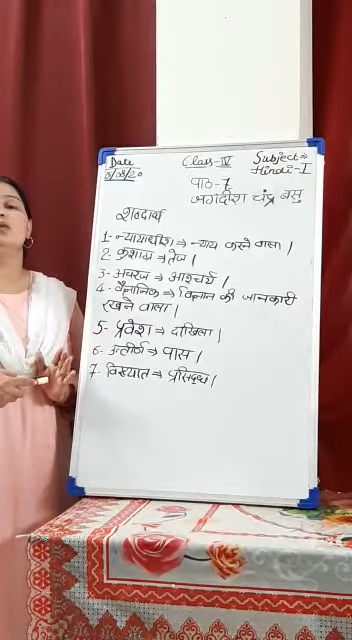 Date Class-IV Subject⇒
3/08/20 Hindi-I
पाठ-7
जगदीश चंद्र बसु
शब्दार्थ
1- न्यायाधीश ⇒ न्याय करने वाला।
2- कुशाग्र ⇒ तेज।
3- अचरज ⇒ आश्चर्य।
4- वैज्ञानिक ⇒ विज्ञान की जानकारी
रखने वाला।
5- प्रवेश ⇒ दाखिला।
6- उत्तीर्ण ⇒ पास।
7- विख्यात ⇒ प्रसिद्ध।